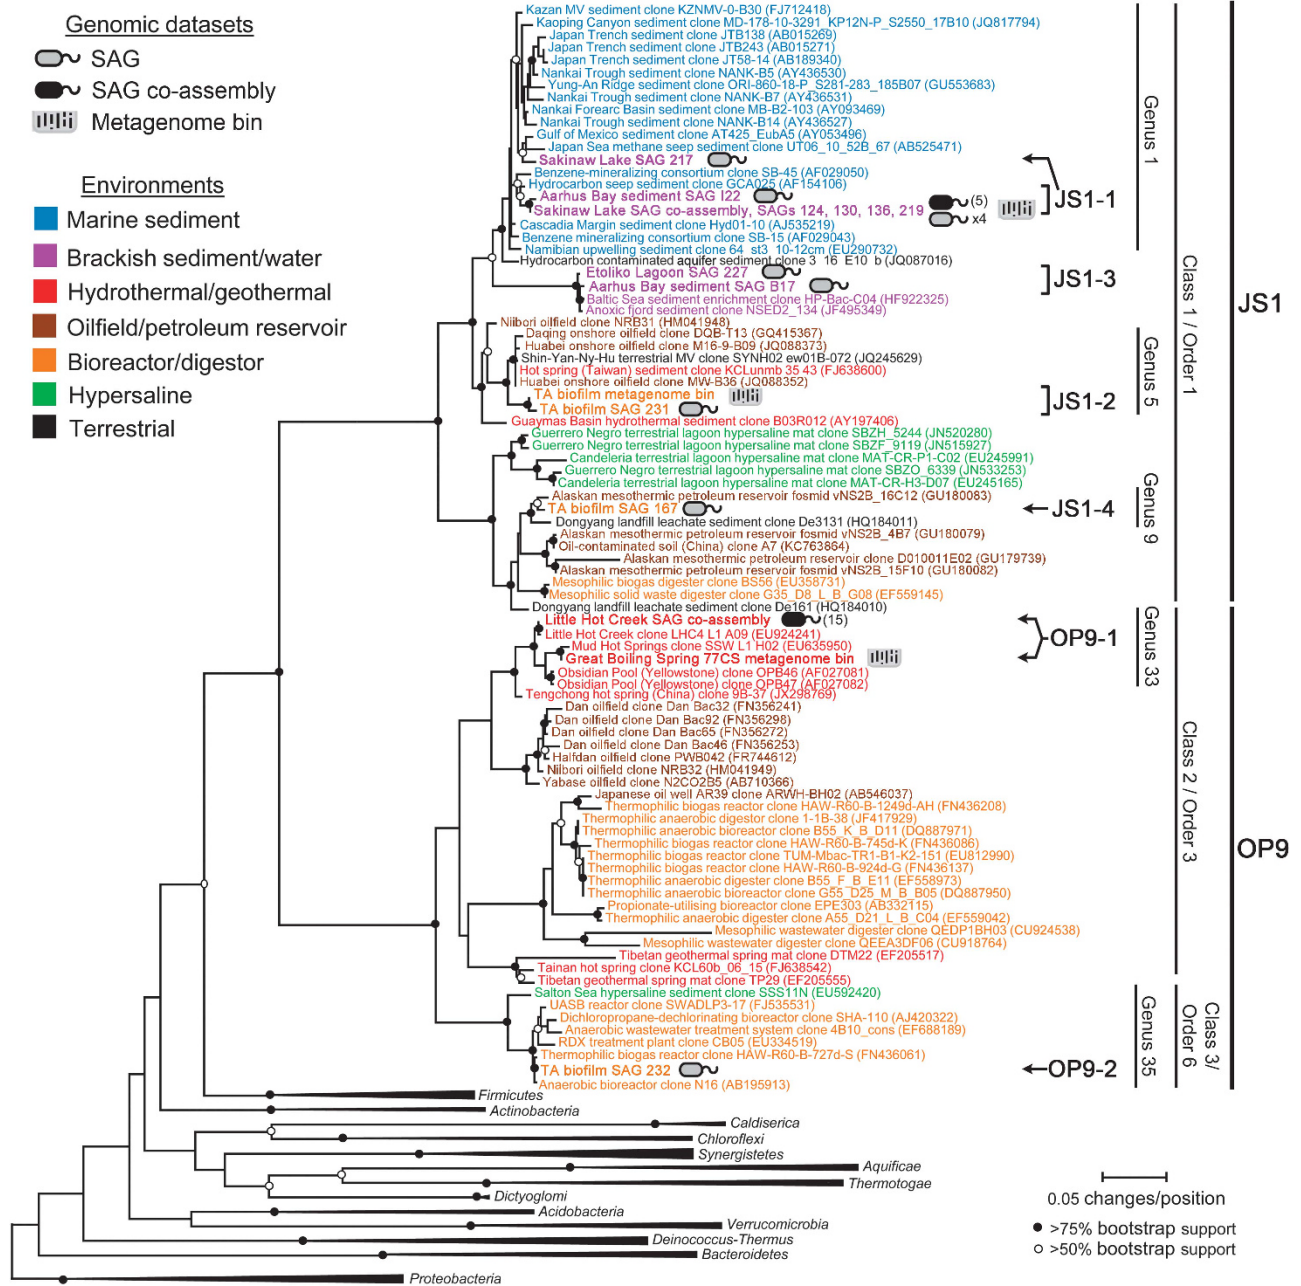 Genomic datasets
SAG
SAG co-assembly
Metagenome bin
Environments
Marine sediment
Brackish sediment/water
Hydrothermal/geothermal
Oilfield/petroleum reservoir
Bioreactor/digestor
Hypersaline
Terrestrial
Kazan MV sediment clone KZNMV-0-B30 (FJ712418)
Kaoping Canyon sediment clone MD-178-10-3291_KP12N-P_S2550_17B10 (JQ817794)
Japan Trench sediment clone JTB138 (AB015269)
Japan Trench sediment clone JTB243 (AB015271)
Japan Trench sediment clone JT58-14 (AB189340)
Nankai Trough sediment clone NANK-B5 (AY436530)
Yung-An Ridge sediment clone ORI-860-18-P_S281-283_185B07 (GU553683)
Nankai Trough sediment clone NANK-B7 (AY436531)
Nankai Forearc Basin sediment clone MB-B2-103 (AY093469)
Nankai Trough sediment clone NANK-B14 (AY436527)
Gulf of Mexico sediment clone AT425_EubA5 (AY053496)
Japan Sea methane seep sediment clone UT06_10_52B_67 (AB525471)
Sakinaw Lake SAG 217
Benzene-mineralizing consortium clone SB-45 (AF029050)
Hydrocarbon seep sediment clone GCA025 (AF154106)
Aarhus Bay sediment SAG I22
Sakinaw Lake SAG co-assembly, SAGs 124, 130, 136, 219
(5)
x4
Cascadia Margin sediment clone Hyd01-10 (AJ535219)
Benzene mineralizing consortium clone SB-15 (AF029043)
Namibian upwelling sediment clone 64_st3_10-12cm (EU290732)
Hydrocarbon contaminated aquifer sediment clone 3_16_E10_b (JQ087016)
Etoliko Lagoon SAG 227
Aarhus Bay sediment SAG B17
Baltic Sea sediment enrichment clone HP-Bac-C04 (HF922325)
Anoxic fjord sediment clone NSED2_134 (JF495349)
Niibori oilfield clone NRB31 (HM041948)
Daqing onshore oilfield clone DQB-T13 (GQ415367)
Huabei onshore oilfield clone M16-9-B09 (JQ088373)
Shin-Yan-Ny-Hu terrestrial MV clone SYNH02_ew01B-072 (JQ245629)
Hot spring (Taiwan) sediment clone KCLunmb_35_43 (FJ638600)
Huabei onshore oilfield clone MW-B36 (JQ088352)
TA biofilm metagenome bin
TA biofilm SAG 231
Guaymas Basin hydrothermal sediment clone B03R012 (AY197406)
Guerrero Negro terrestrial lagoon hypersaline mat clone SBZH_5244 (JN520280)
Guerrero Negro terrestrial lagoon hypersaline mat clone SBZF_9119 (JN515927)
Candeleria terrestrial lagoon hypersaline mat clone MAT-CR-P1-C02 (EU245991)
Guerrero Negro terrestrial lagoon hypersaline mat clone SBZO_6339 (JN533253)
Candeleria terrestrial lagoon hypersaline mat clone MAT-CR-H3-D07 (EU245165)
Alaskan mesothermic petroleum reservoir fosmid vNS2B_16C12 (GU180083)
TA biofilm SAG 167
Dongyang landfill leachate sediment clone De3131 (HQ184011)
Alaskan mesothermic petroleum reservoir fosmid vNS2B_4B7 (GU180079)
Oil-contaminated soil (China) clone A7 (KC763864)
Alaskan mesothermic petroleum reservoir clone D010011E02 (GU179739)
Alaskan mesothermic petroleum reservoir fosmid vNS2B_15F10 (GU180082)
Mesophilic biogas digester clone BS56 (EU358731)
Mesophilic solid waste digester clone G35_D8_L_B_G08 (EF559145)
Dongyang landfill leachate sediment clone De161 (HQ184010)
Little Hot Creek SAG co-assembly
(15)
Little Hot Creek clone LHC4_L1_A09 (EU924241)
Mud Hot Springs clone SSW_L1_H02 (EU635950)
Great Boiling Spring 77CS metagenome bin
Obsidian Pool (Yellowstone) clone OPB46 (AF027081)
Obsidian Pool (Yellowstone) clone OPB47 (AF027082)
Tengchong hot spring (China) clone 9B-37 (JX298769)
Dan oilfield clone Dan Bac32 (FN356241)
Dan oilfield clone Dan Bac92 (FN356298)
Dan oilfield clone Dan Bac65 (FN356272)
Dan oilfield clone Dan Bac46 (FN356253)
Halfdan oilfield clone PWB042 (FR744612)
Niibori oilfield clone NRB32 (HM041949)
Yabase oilfield clone N2CO2B5 (AB710366)
Japanese oil well AR39 clone ARWH-BH02 (AB546037)
Thermophilic biogas reactor clone HAW-R60-B-1249d-AH (FN436208)
Thermophilic anaerobic digestor clone 1-1B-38 (JF417929)
Thermophilic anaerobic bioreactor clone B55_K_B_D11 (DQ887971)
Thermophilic biogas reactor clone HAW-R60-B-745d-K (FN436086)
Thermophilic biogas reactor clone TUM-Mbac-TR1-B1-K2-151 (EU812990)
Thermophilic biogas reactor clone HAW-R60-B-924d-G (FN436137)
Thermophilic anaerobic digester clone B55_F_B_E11 (EF558973)
Thermophilic anaerobic bioreactor clone G55_D25_M_B_B05 (DQ887950)
Propionate-utilising bioreactor clone EPE303 (AB332115)
Thermophilic anaerobic digester clone A55_D21_L_B_C04 (EF559042)
Mesophilic wastewater digester clone QEDP1BH03 (CU924538)
Mesophilic wastewater digester clone QEEA3DF06 (CU918764)
Tibetan geothermal spring mat clone DTM22 (EF205517)
Tainan hot spring clone KCL60b_06_15 (FJ638542)
Tibetan geothermal spring mat clone TP29 (EF205555)
Salton Sea hypersaline sediment clone SSS11N (EU592420)
UASB reactor clone SWADLP3-17 (FJ535531)
Dichloropropane-dechlorinating bioreactor clone SHA-110 (AJ420322)
Anaerobic wastewater treatment system clone 4B10_cons (EF688189)
RDX treatment plant clone CB05 (EU334519)
Thermophilic biogas reactor clone HAW-R60-B-727d-S (FN436061)
TA biofilm SAG 232
Anaerobic bioreactor clone N16 (AB195913)
JS1-1
JS1-3
JS1-2
JS1-4
OP9-1
OP9-2
Genus 1
Genus 5
Genus 9
Genus 33
Genus 35
Class 1 / Order 1
Class 2 / Order 3
Class 3/
Order 6
JS1
OP9
Firmicutes
Actinobacteria
Caldiserica
Chloroflexi
Synergistetes
Aquificae
Thermotogae
Dictyoglomi
Acidobacteria
Verrucomicrobia
Deinococcus-Thermus
Bacteroidetes
Proteobacteria
0.05 changes/position
>75% bootstrap support
>50% bootstrap support